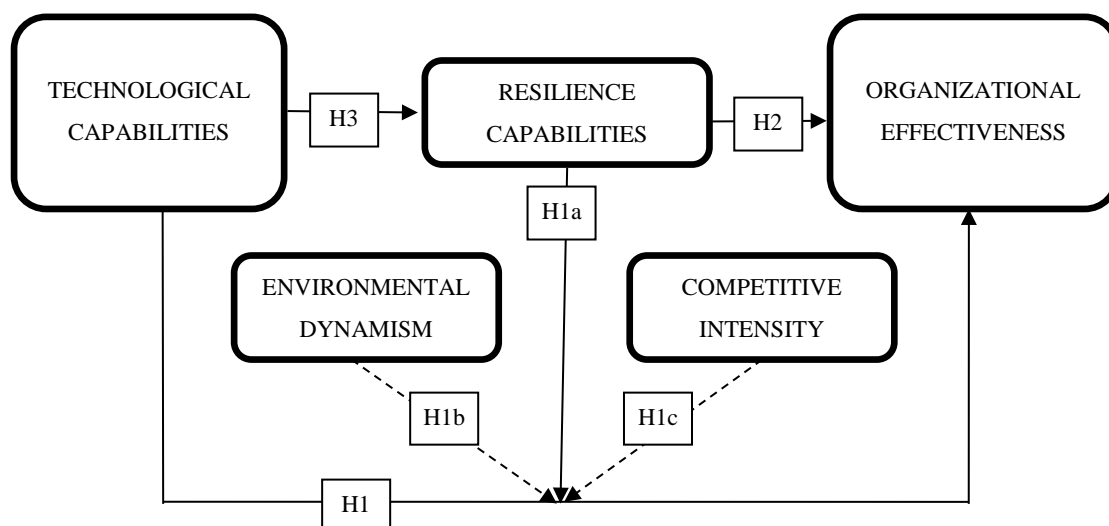 TECHNOLOGICAL
CAPABILITIES
H3
RESILIENCE
CAPABILITIES
H2
ORGANIZATIONAL
EFFECTIVENESS
H1a
ENVIRONMENTAL
DYNAMISM
COMPETITIVE
INTENSITY
H1b
H1c
H1